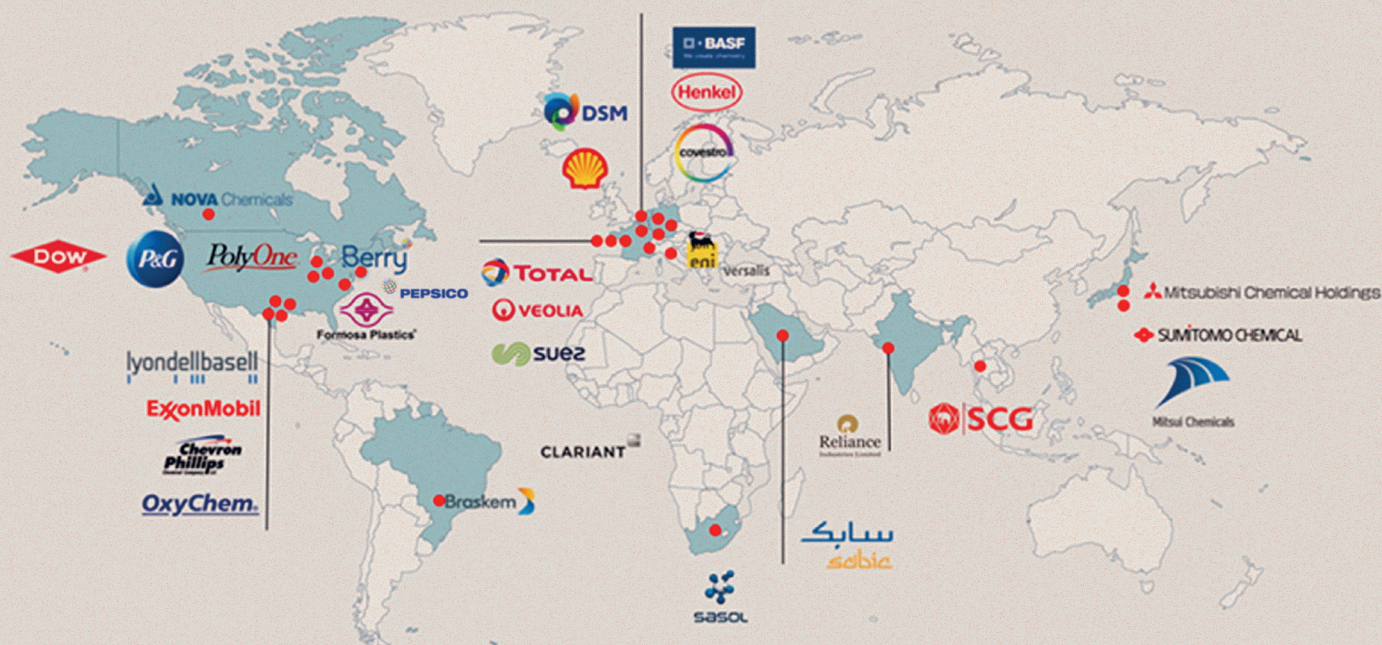 BASF
We create chemistry
Henkel
DSM
covestro
NOVA Chemicals
DOW
P&G
PolyOne
Berry
PEPSICO
Formosa Plastics®
eni
versalis
TOTAL
VEOLIA
suez
lyondellbasell
ExxonMobil
Chevron
Phillips
OxyChem®
CLARIANT
Braskem
Reliance
Industries Limited
SCG
Mitsubishi Chemical Holdings
SUMITOMO CHEMICAL
Mitsui Chemicals
سابك
sabic
sasol